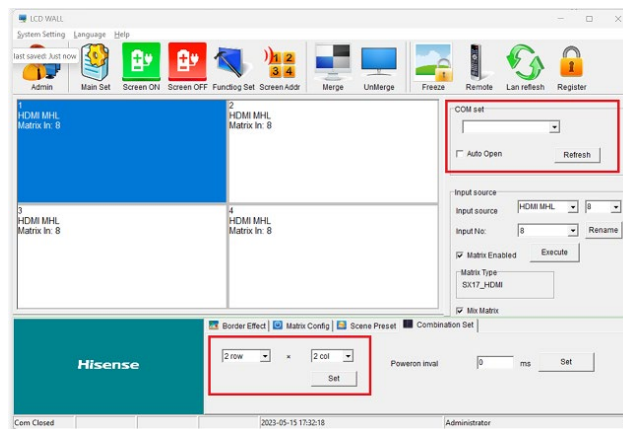 LCD WALL
System Setting Language Help
last saved: Just now
Admin Main Set Screen ON Screen OFF Functiog Set Screen Addr Merge UnMerge Freeze Remote Lan reflesh Register
1 2
3 4
1
HDMI MHL
Matrix In: 8
2
HDMI MHL
Matrix In: 8
3
HDMI MHL
Matrix In: 8
4
HDMI MHL
Matrix In: 8
COM set
Auto Open Refresh
Input source
Input source HDMI MHL 8
Input No: 8 Rename
Matrix Enabled Execute
Matrix Type
SX17_HDMI
Mix Matrix
Border Effect Matrix Config Scene Preset Combination Set
2 row × 2 col
Set
Poweron inval 0 ms Set
Hisense
Com Closed 2023-05-15 17:32:18 Administrator